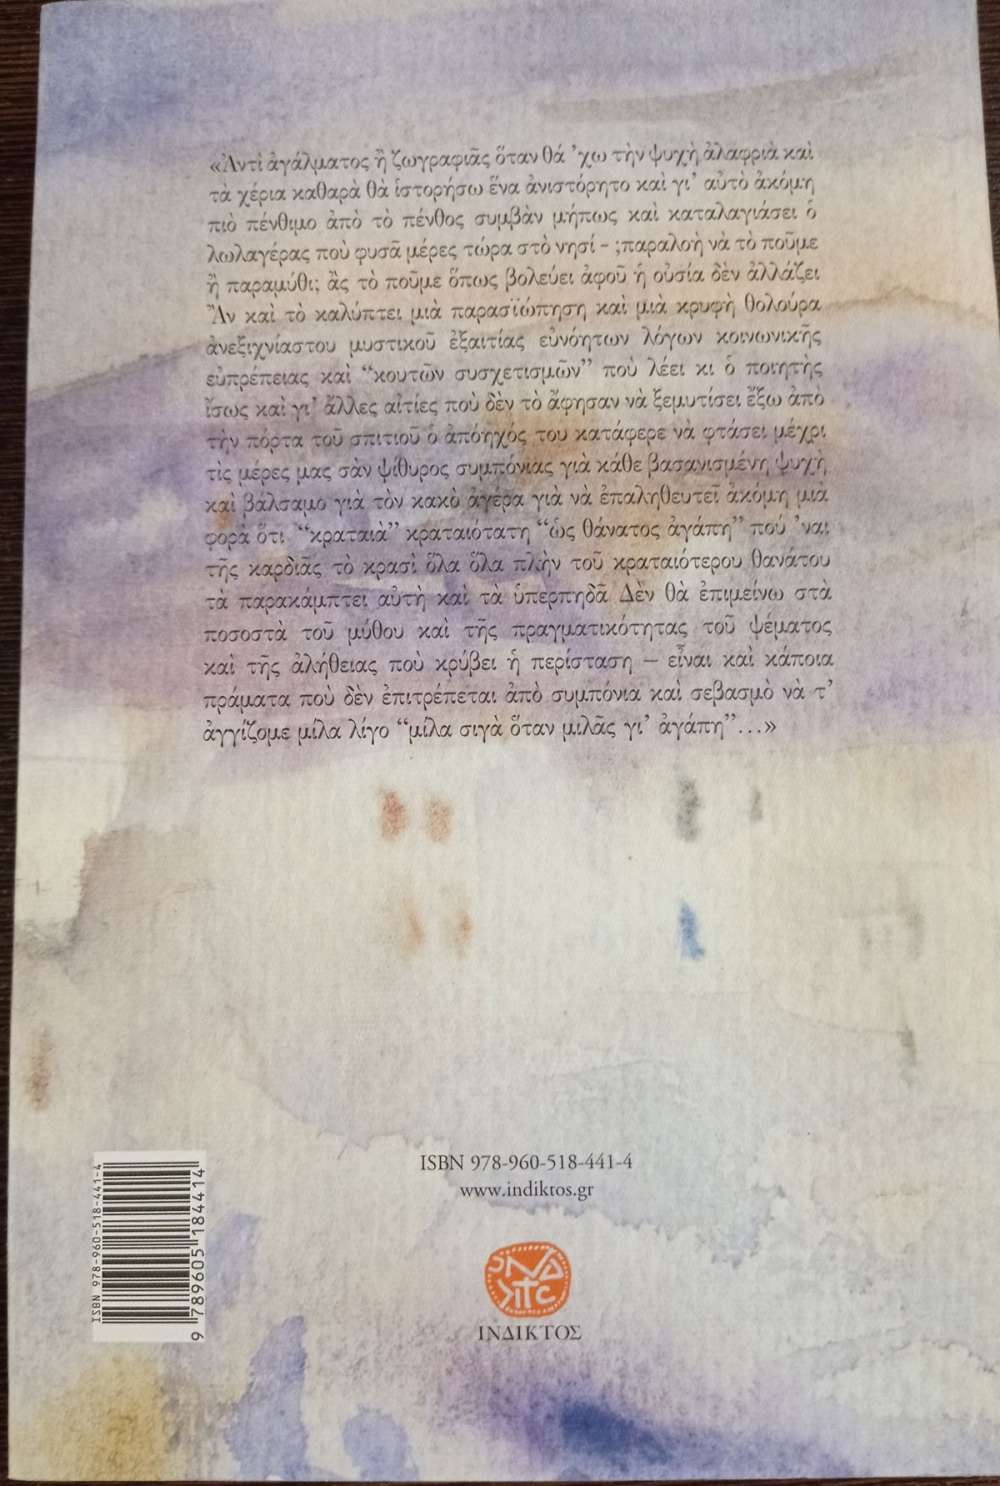 «Ἀντὶ ἀγάλματος ἢ ζωγραφιᾶς ὅταν θά ’χω τὴν ψυχὴ ἀλαφριὰ καὶ
τὰ χέρια καθαρὰ θὰ ἱστορήσω ἕνα ἀνιστόρητο καὶ γι’ αὐτὸ ἀκόμη
πιὸ πένθιμο ἀπὸ τὸ πένθος συμβὰν μήπως καὶ καταλαγιάσει ὁ
λωλαγέρας ποὺ φυσᾶ μέρες τώρα στὸ νησί - ;παραλοὴ νὰ τὸ ποῦμε
ἢ παραμύθι; ἂς τὸ ποῦμε ὅπως βολεύει ἀφοῦ ἡ οὐσία δὲν ἀλλάζει
Ἂν καὶ τὸ καλύπτει μιὰ παρασϊώπηση καὶ μιὰ κρυφὴ θολούρα
ἀνεξιχνίαστου μυστικοῦ ἐξαιτίας εὐνόητων λόγων κοινωνικῆς
εὐπρέπειας καὶ “κουτῶν συσχετισμῶν” ποὺ λέει κι ὁ ποιητὴς
ἴσως καὶ γι’ ἄλλες αἰτίες ποὺ δὲν τὸ ἄφησαν νὰ ξεμυτίσει ἔξω ἀπὸ
τὴν πόρτα τοῦ σπιτιοῦ ὁ ἀπόηχός του κατάφερε νὰ φτάσει μέχρι
τὶς μέρες μας σὰν ψίθυρος συμπόνιας γιὰ κάθε βασανισμένη ψυχὴ
καὶ βάλσαμο γιὰ τὸν κακὸ ἀγέρα γιὰ νὰ ἐπαληθευτεῖ ἀκόμη μιὰ
φορὰ ὅτι “κραταιὰ” κραταιότατη “ὡς θάνατος ἀγάπη” πού ’ναι
τῆς καρδιᾶς τὸ κρασὶ ὅλα ὅλα πλὴν τοῦ κραταιότερου θανάτου
τὰ παρακάμπτει αὐτὴ καὶ τὰ ὑπερπηδᾶ Δὲν θὰ ἐπιμείνω στὰ
ποσοστὰ τοῦ μύθου καὶ τῆς πραγματικότητας τοῦ ψέματος
καὶ τῆς ἀλήθειας ποὺ κρύβει ἡ περίσταση – εἶναι καὶ κάποια
πράματα ποὺ δὲν ἐπιτρέπεται ἀπὸ συμπόνια καὶ σεβασμὸ νὰ τ’
ἀγγίζομε μίλα λίγο “μίλα σιγὰ ὅταν μιλᾶς γι’ ἀγάπη”…»
ISBN 978-960-518-441-4
www.indiktos.gr
ΙΝΔΙΚΤΟΣ
ISBN 978-960-518-441-4
9 789605 184414